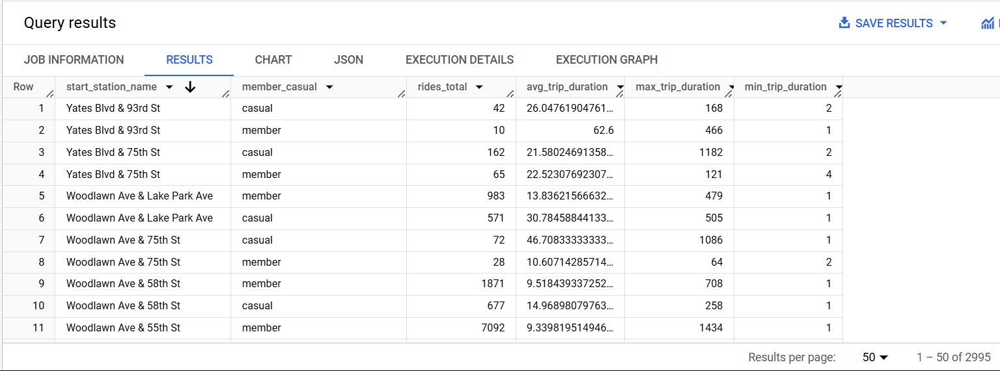 Query results
SAVE RESULTS
JOB INFORMATION RESULTS CHART JSON EXECUTION DETAILS EXECUTION GRAPH
Row start_station_name member_casual rides_total avg_trip_duration max_trip_duration min_trip_duration
1 Yates Blvd & 93rd St casual 42 26.04761904761... 168 2
2 Yates Blvd & 93rd St member 10 62.6 466 1
3 Yates Blvd & 75th St casual 162 21.58024691358... 1182 2
4 Yates Blvd & 75th St member 65 22.52307692307... 121 4
5 Woodlawn Ave & Lake Park Ave member 983 13.83621566632... 479 1
6 Woodlawn Ave & Lake Park Ave casual 571 30.78458844133... 505 1
7 Woodlawn Ave & 75th St casual 72 46.70833333333... 1086 1
8 Woodlawn Ave & 75th St member 28 10.60714285714... 64 2
9 Woodlawn Ave & 58th St member 1871 9.518439337252... 708 1
10 Woodlawn Ave & 58th St casual 677 14.96898079763... 258 1
11 Woodlawn Ave & 55th St member 7092 9.339819514946... 1434 1
Results per page: 50 1 – 50 of 2995